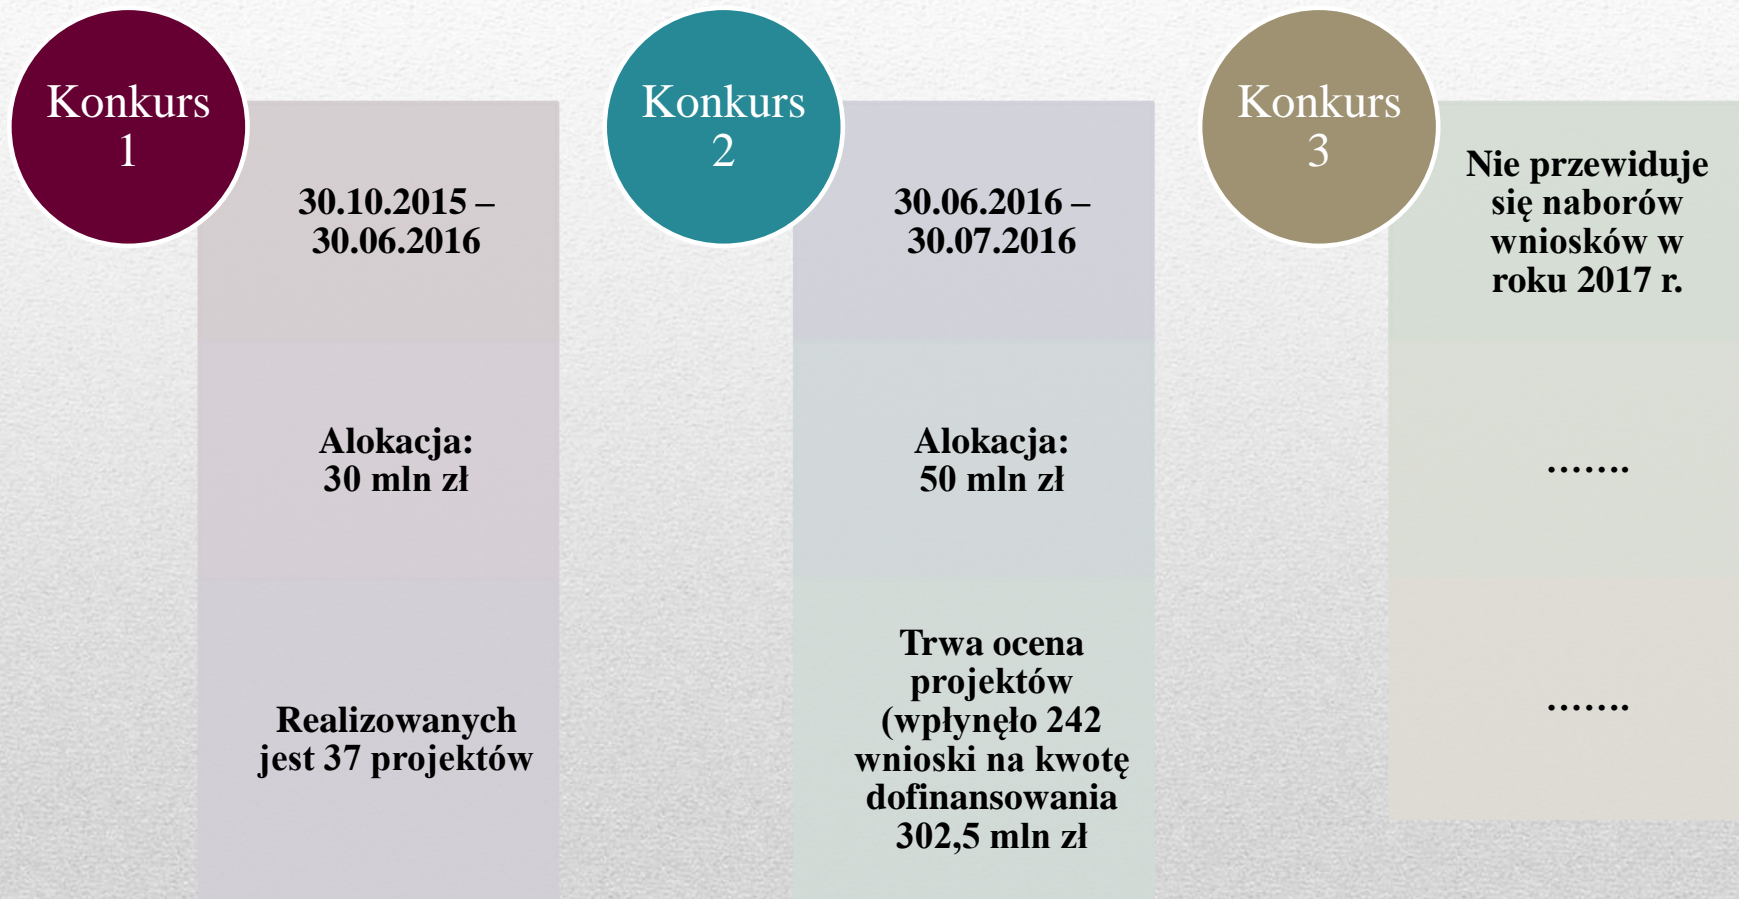 Konkurs
1
30.10.2015 –
30.06.2016
Alokacja:
30 mln zł
Realizowanych
jest 37 projektów
Konkurs
2
30.06.2016 –
30.07.2016
Alokacja:
50 mln zł
Trwa ocena
projektów
(wpłynęło 242
wnioski na kwotę
dofinansowania
302,5 mln zł
Konkurs
3
Nie przewiduje
się naborów
wniosków w
roku 2017 r.
…….
…….